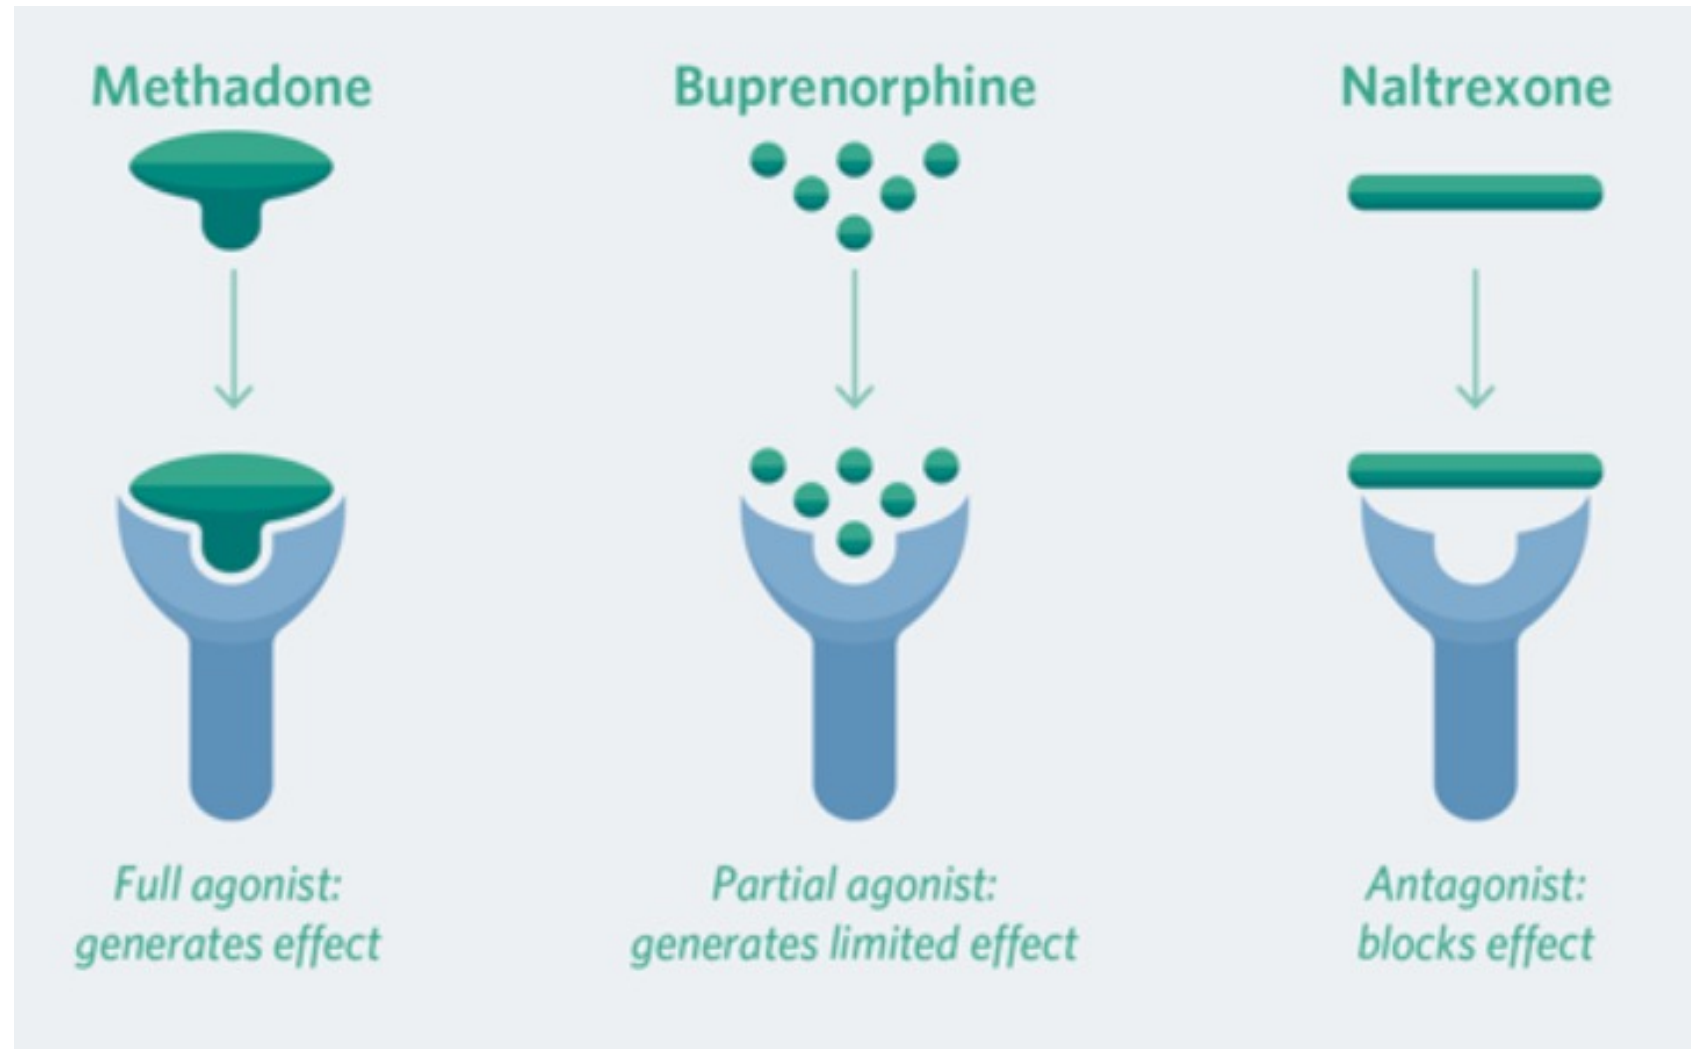 Methadone
Buprenorphine
Naltrexone
Full agonist:
generates effect
Partial agonist:
generates limited effect
Antagonist:
blocks effect